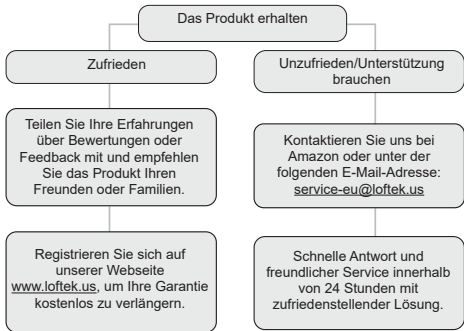 Das Produkt erhalten
Zufrieden
Teilen Sie Ihre Erfahrungen
über Bewertungen oder
Feedback mit und empfehlen
Sie das Produkt Ihren
Freunden oder Familien.
Registrieren Sie sich auf
unserer Webseite
www.loftek.us, um Ihre Garantie
kostenlos zu verlängern.
Unzufrieden/Unterstützung
brauchen
Kontaktieren Sie uns bei
Amazon oder unter der
folgenden E-Mail-Adresse:
service-eu@loftek.us
Schnelle Antwort und
freundlicher Service innerhalb
von 24 Stunden mit
zufriedenstellender Lösung.